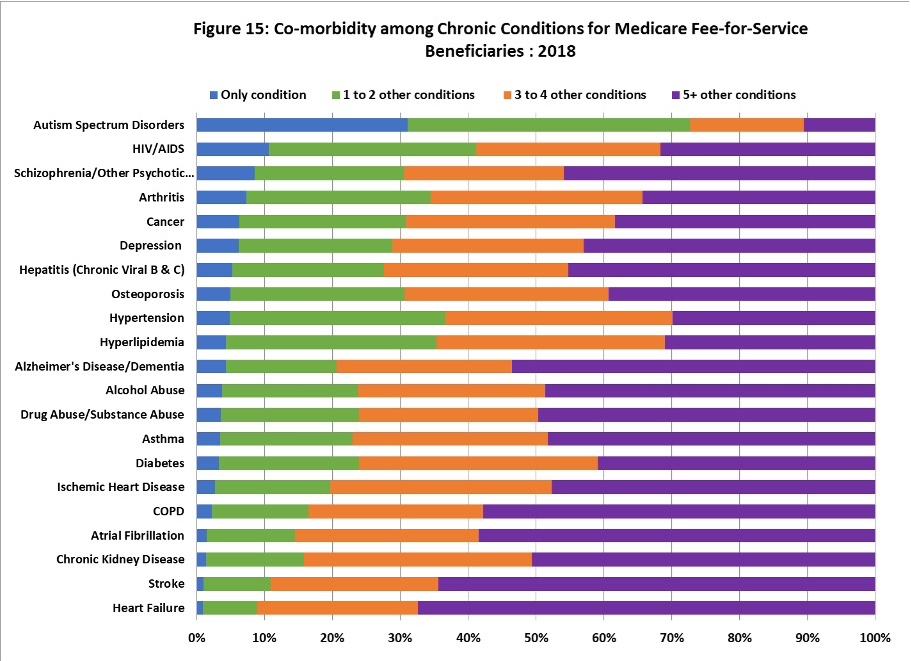 Figure 15: Co-morbidity among Chronic Conditions for Medicare Fee-for-Service
Beneficiaries : 2018
Only condition 1 to 2 other conditions 3 to 4 other conditions 5+ other conditions
Autism Spectrum Disorders
HIV/AIDS
Schizophrenia/Other Psychotic...
Arthritis
Cancer
Depression
Hepatitis (Chronic Viral B & C)
Osteoporosis
Hypertension
Hyperlipidemia
Alzheimer's Disease/Dementia
Alcohol Abuse
Drug Abuse/Substance Abuse
Asthma
Diabetes
Ischemic Heart Disease
COPD
Atrial Fibrillation
Chronic Kidney Disease
Stroke
Heart Failure
0% 10% 20% 30% 40% 50% 60% 70% 80% 90% 100%